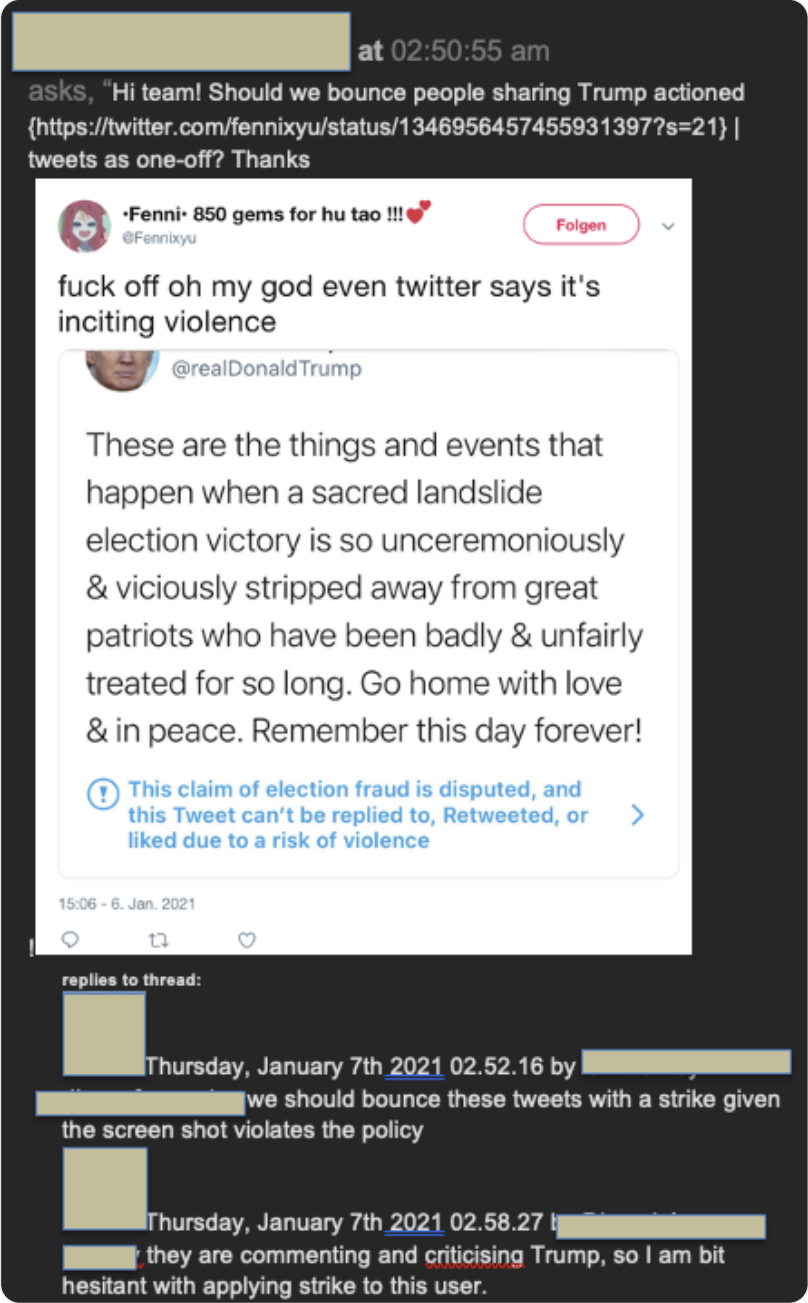 at 02:50:55 am
asks, “Hi team! Should we bounce people sharing Trump actioned
{https://twitter.com/fennixyu/status/1346956457455931397?s=21} |
tweets as one-off? Thanks
•Fenni• 850 gems for hu tao !!!💕
@Fennixyu
Folgen
fuck off oh my god even twitter says it's
inciting violence
@realDonaldTrump
These are the things and events that
happen when a sacred landslide
election victory is so unceremoniously
& viciously stripped away from great
patriots who have been badly & unfairly
treated for so long. Go home with love
& in peace. Remember this day forever!
This claim of election fraud is disputed, and
this Tweet can’t be replied to, Retweeted, or
liked due to a risk of violence
15:06 - 6. Jan. 2021
!
replies to thread:
Thursday, January 7th 2021 02.52.16 by
we should bounce these tweets with a strike given
the screen shot violates the policy
Thursday, January 7th 2021 02.58.27
, they are commenting and criticising Trump, so I am bit
hesitant with applying strike to this user.